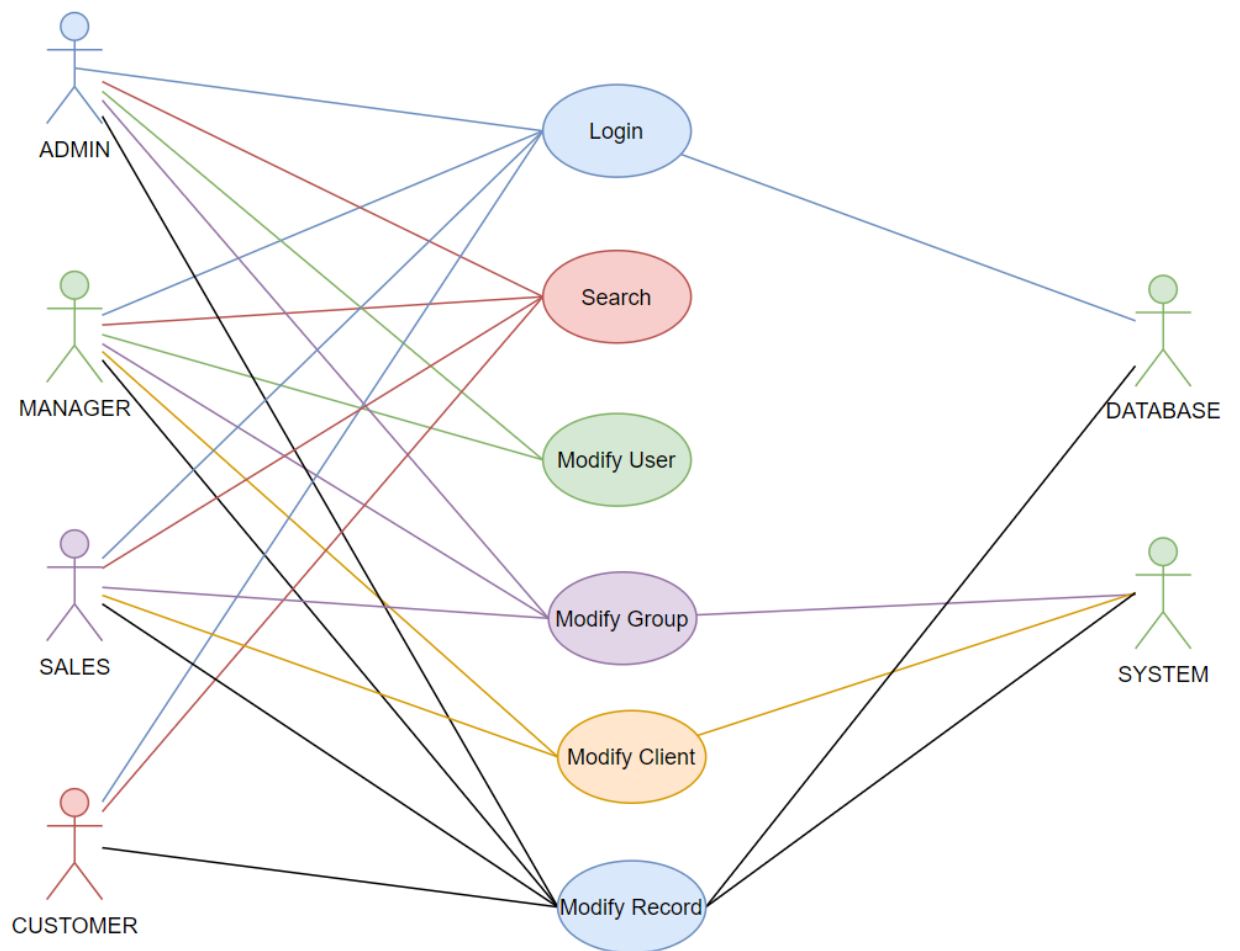 ADMIN
Login
Search
MANAGER
DATABASE
Modify User
Modify Group
SALES
SYSTEM
Modify Client
Modify Record
CUSTOMER